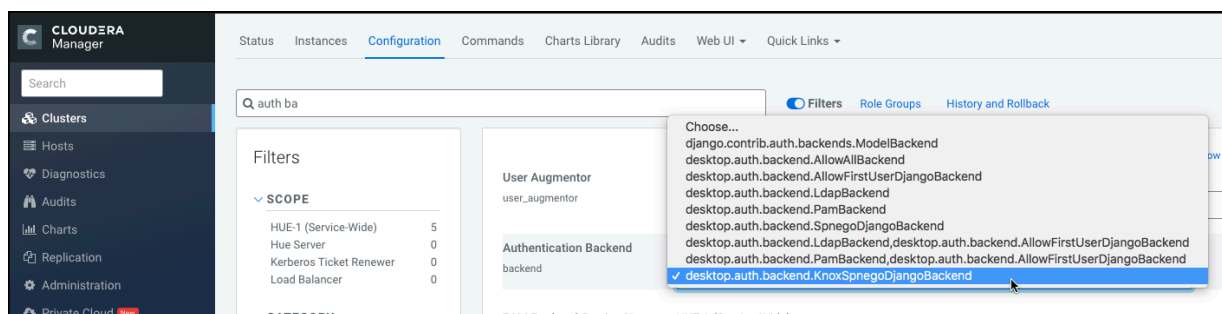 CLOUDERA
Manager
Search
Clusters
Hosts
Diagnostics
Audits
Charts
Replication
Administration
Private Cloud New
Status Instances Configuration Commands Charts Library Audits Web UI Quick Links
auth ba
Filters Role Groups History and Rollback
Filters
SCOPE
HUE-1 (Service-Wide) 5
Hue Server 0
Kerberos Ticket Renewer 0
Load Balancer 0
User Augmentor
user_augmentor
Authentication Backend
backend
Choose...
django.contrib.auth.backends.ModelBackend
desktop.auth.backend.AllowAllBackend
desktop.auth.backend.AllowFirstUserDjangoBackend
desktop.auth.backend.LdapBackend
desktop.auth.backend.PamBackend
desktop.auth.backend.SpnegoDjangoBackend
desktop.auth.backend.LdapBackend,desktop.auth.backend.AllowFirstUserDjangoBackend
desktop.auth.backend.PamBackend,desktop.auth.backend.AllowFirstUserDjangoBackend
✓ desktop.auth.backend.KnoxSpnegoDjangoBackend